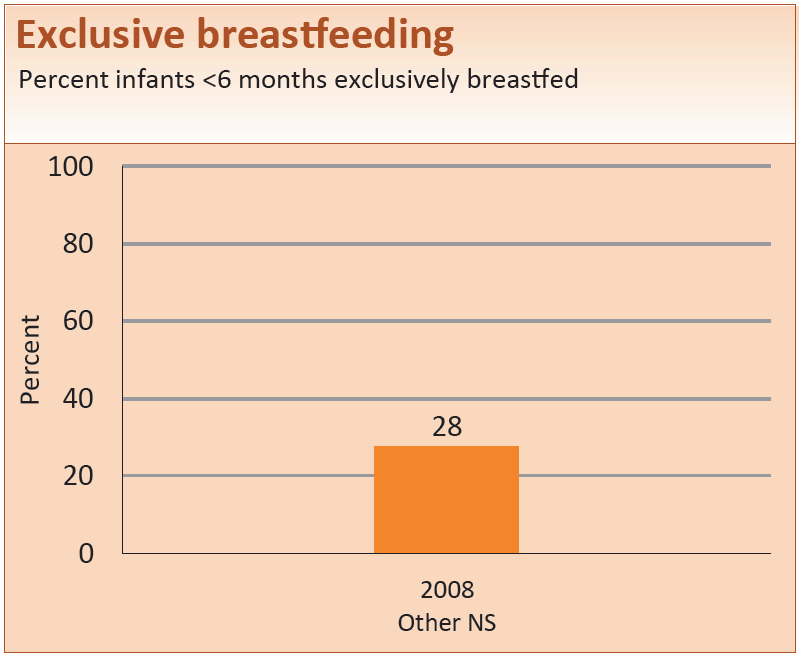 Exclusive breastfeeding
Percent infants <6 months exclusively breastfed
100
80
60
40
20
0
Percent
28
2008
Other NS